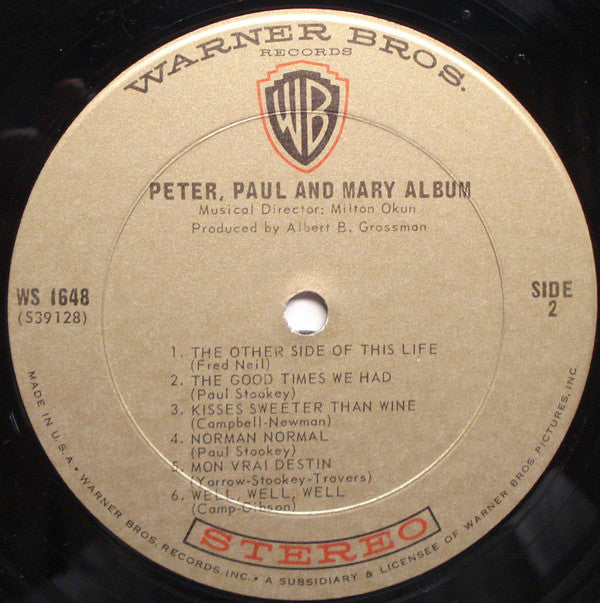 WARNER BROS.
RECORDS
WB
PETER, PAUL AND MARY ALBUM
Musical Director: Milton Okun
Produced by Albert B. Grossman
WS 1648
(S39128)
SIDE
2
1. THE OTHER SIDE OF THIS LIFE
(Fred Neil)
2. THE GOOD TIMES WE HAD
(Paul Stookey)
3. KISSES SWEETER THAN WINE
(Campbell-Newman)
4. NORMAN NORMAL
(Paul Stookey)
5. MON VRAI DESTIN
(Yarrow-Stookey-Travers)
6. WELL, WELL, WELL
(Camp-Gibson)
STEREO
MADE IN U.S.A. • WARNER BROS. RECORDS, INC. • A SUBSIDIARY & LICENSEE OF WARNER BROS. PICTURES, INC.